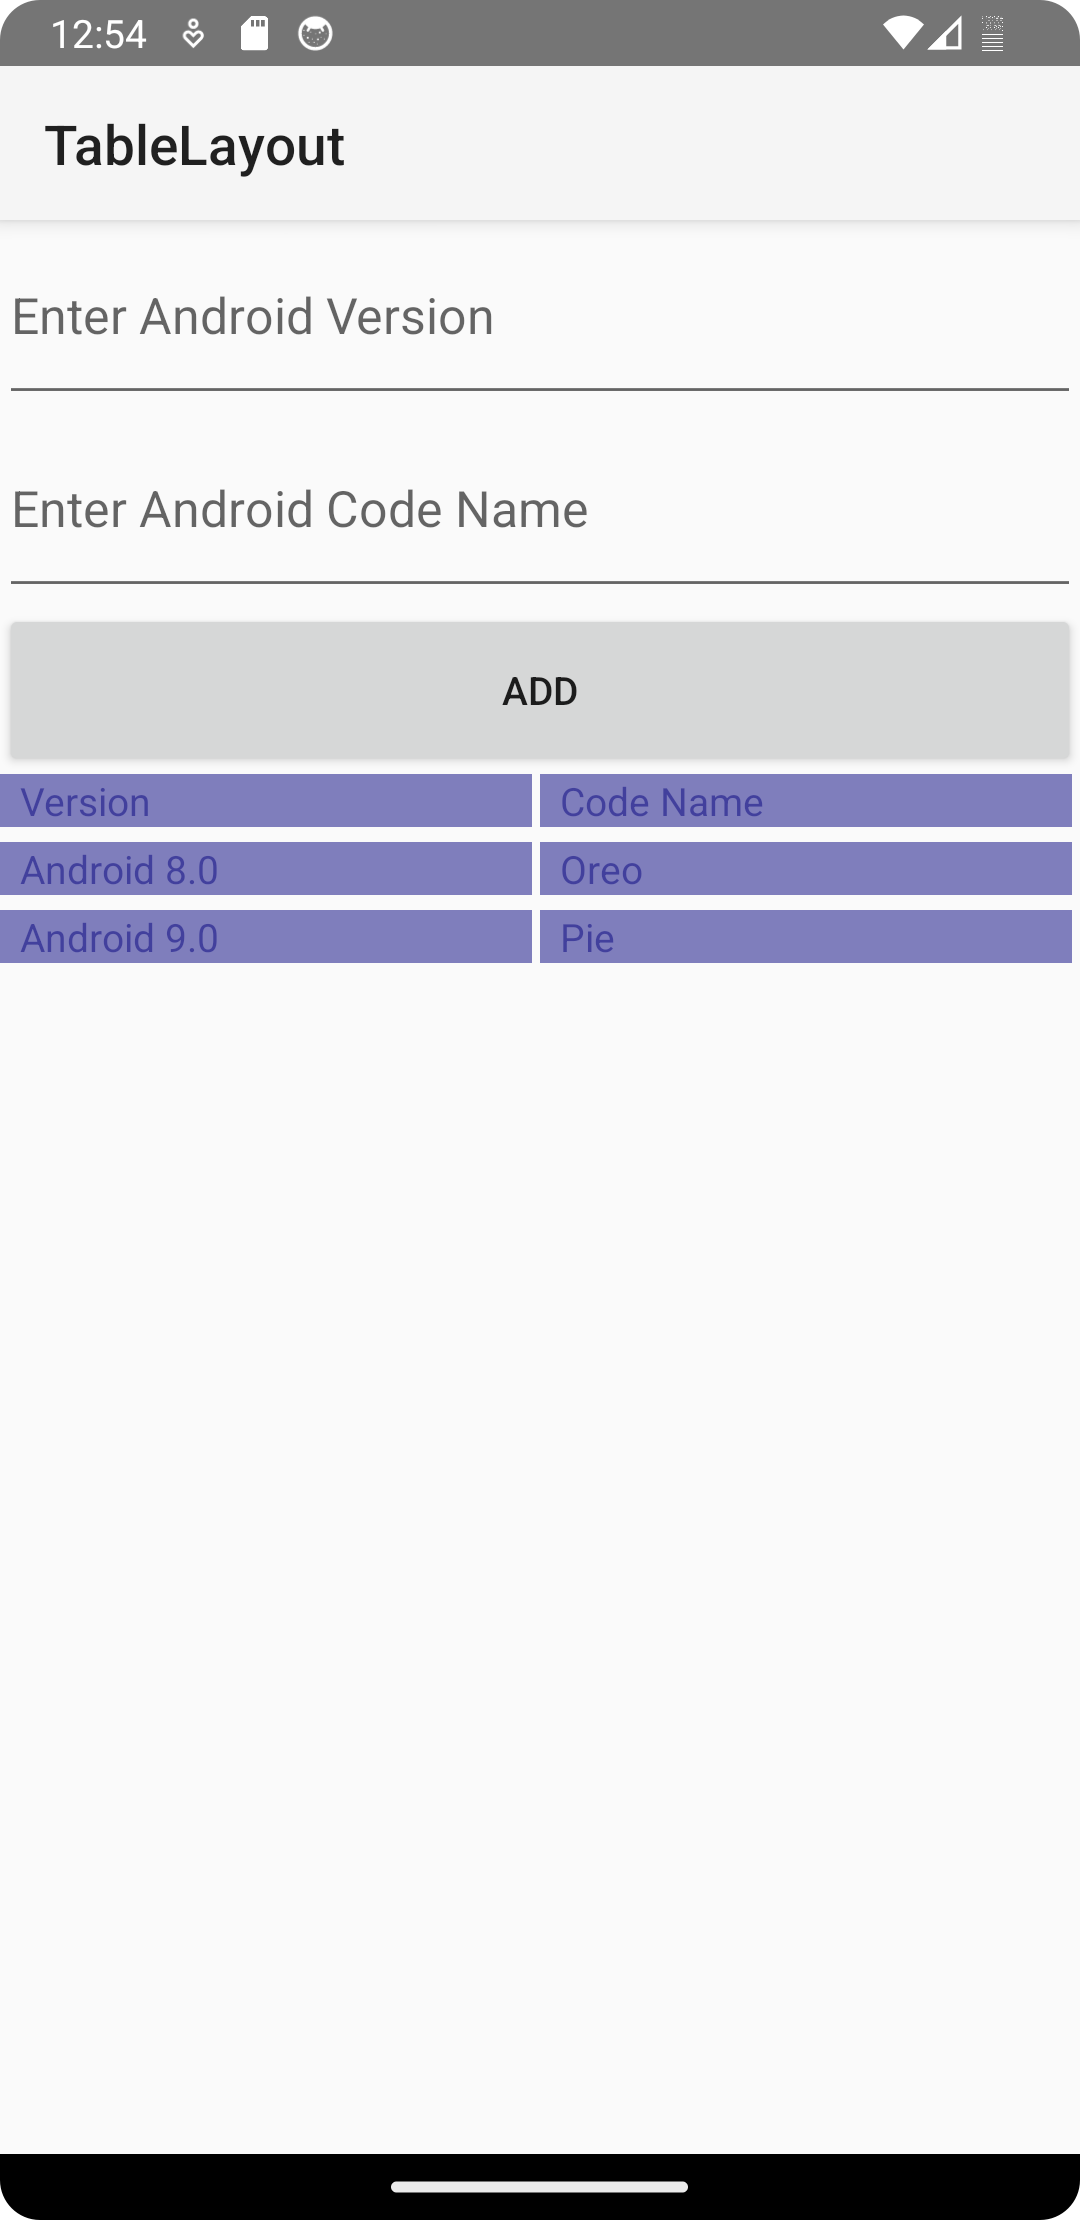 12:54
TableLayout
Enter Android Version
Enter Android Code Name
ADD
Version Code Name
Android 8.0 Oreo
Android 9.0 Pie